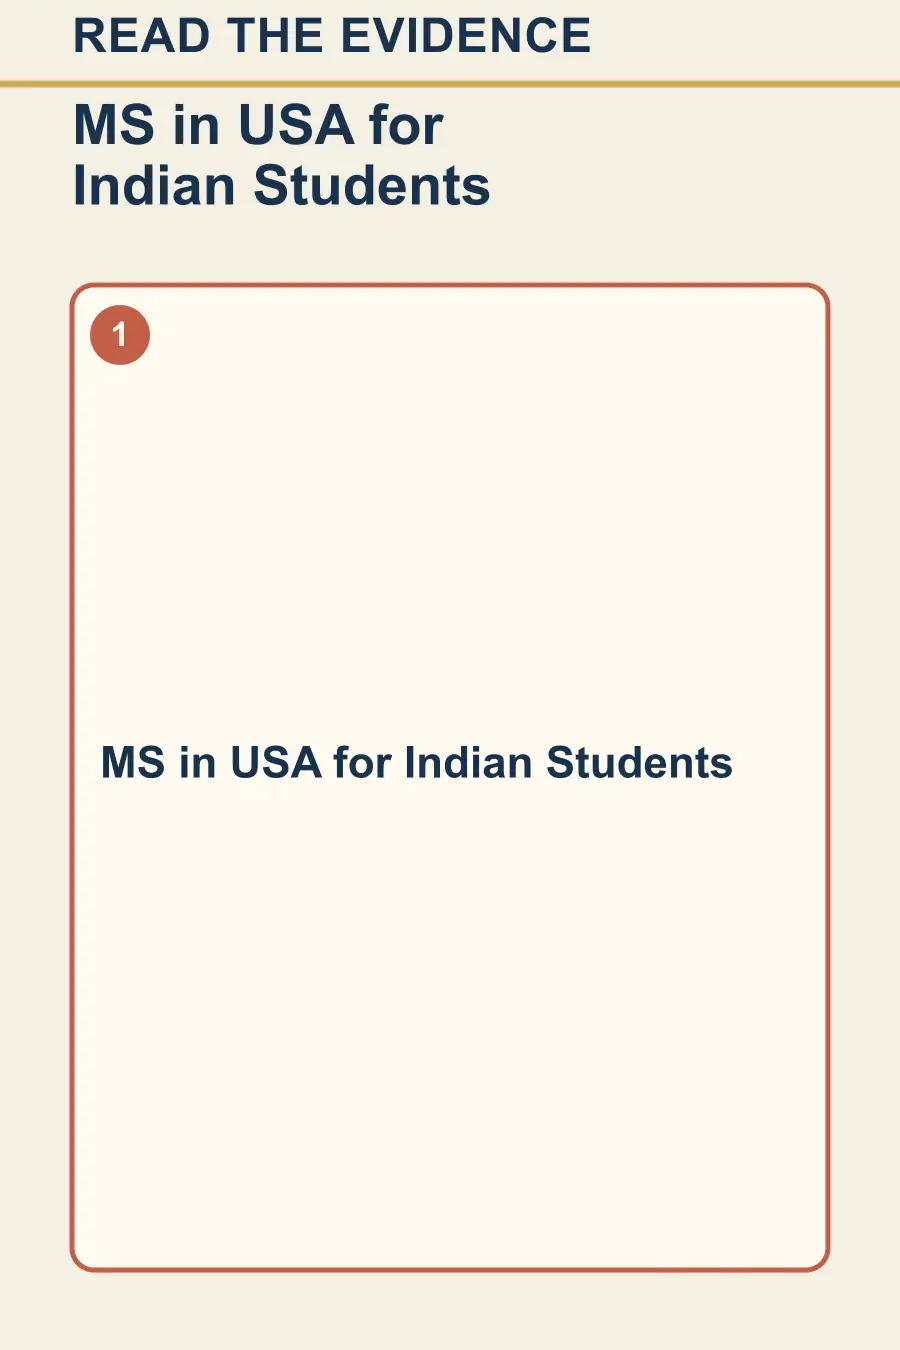 READ THE EVIDENCE
MS in USA for
Indian Students
1
MS in USA for Indian Students